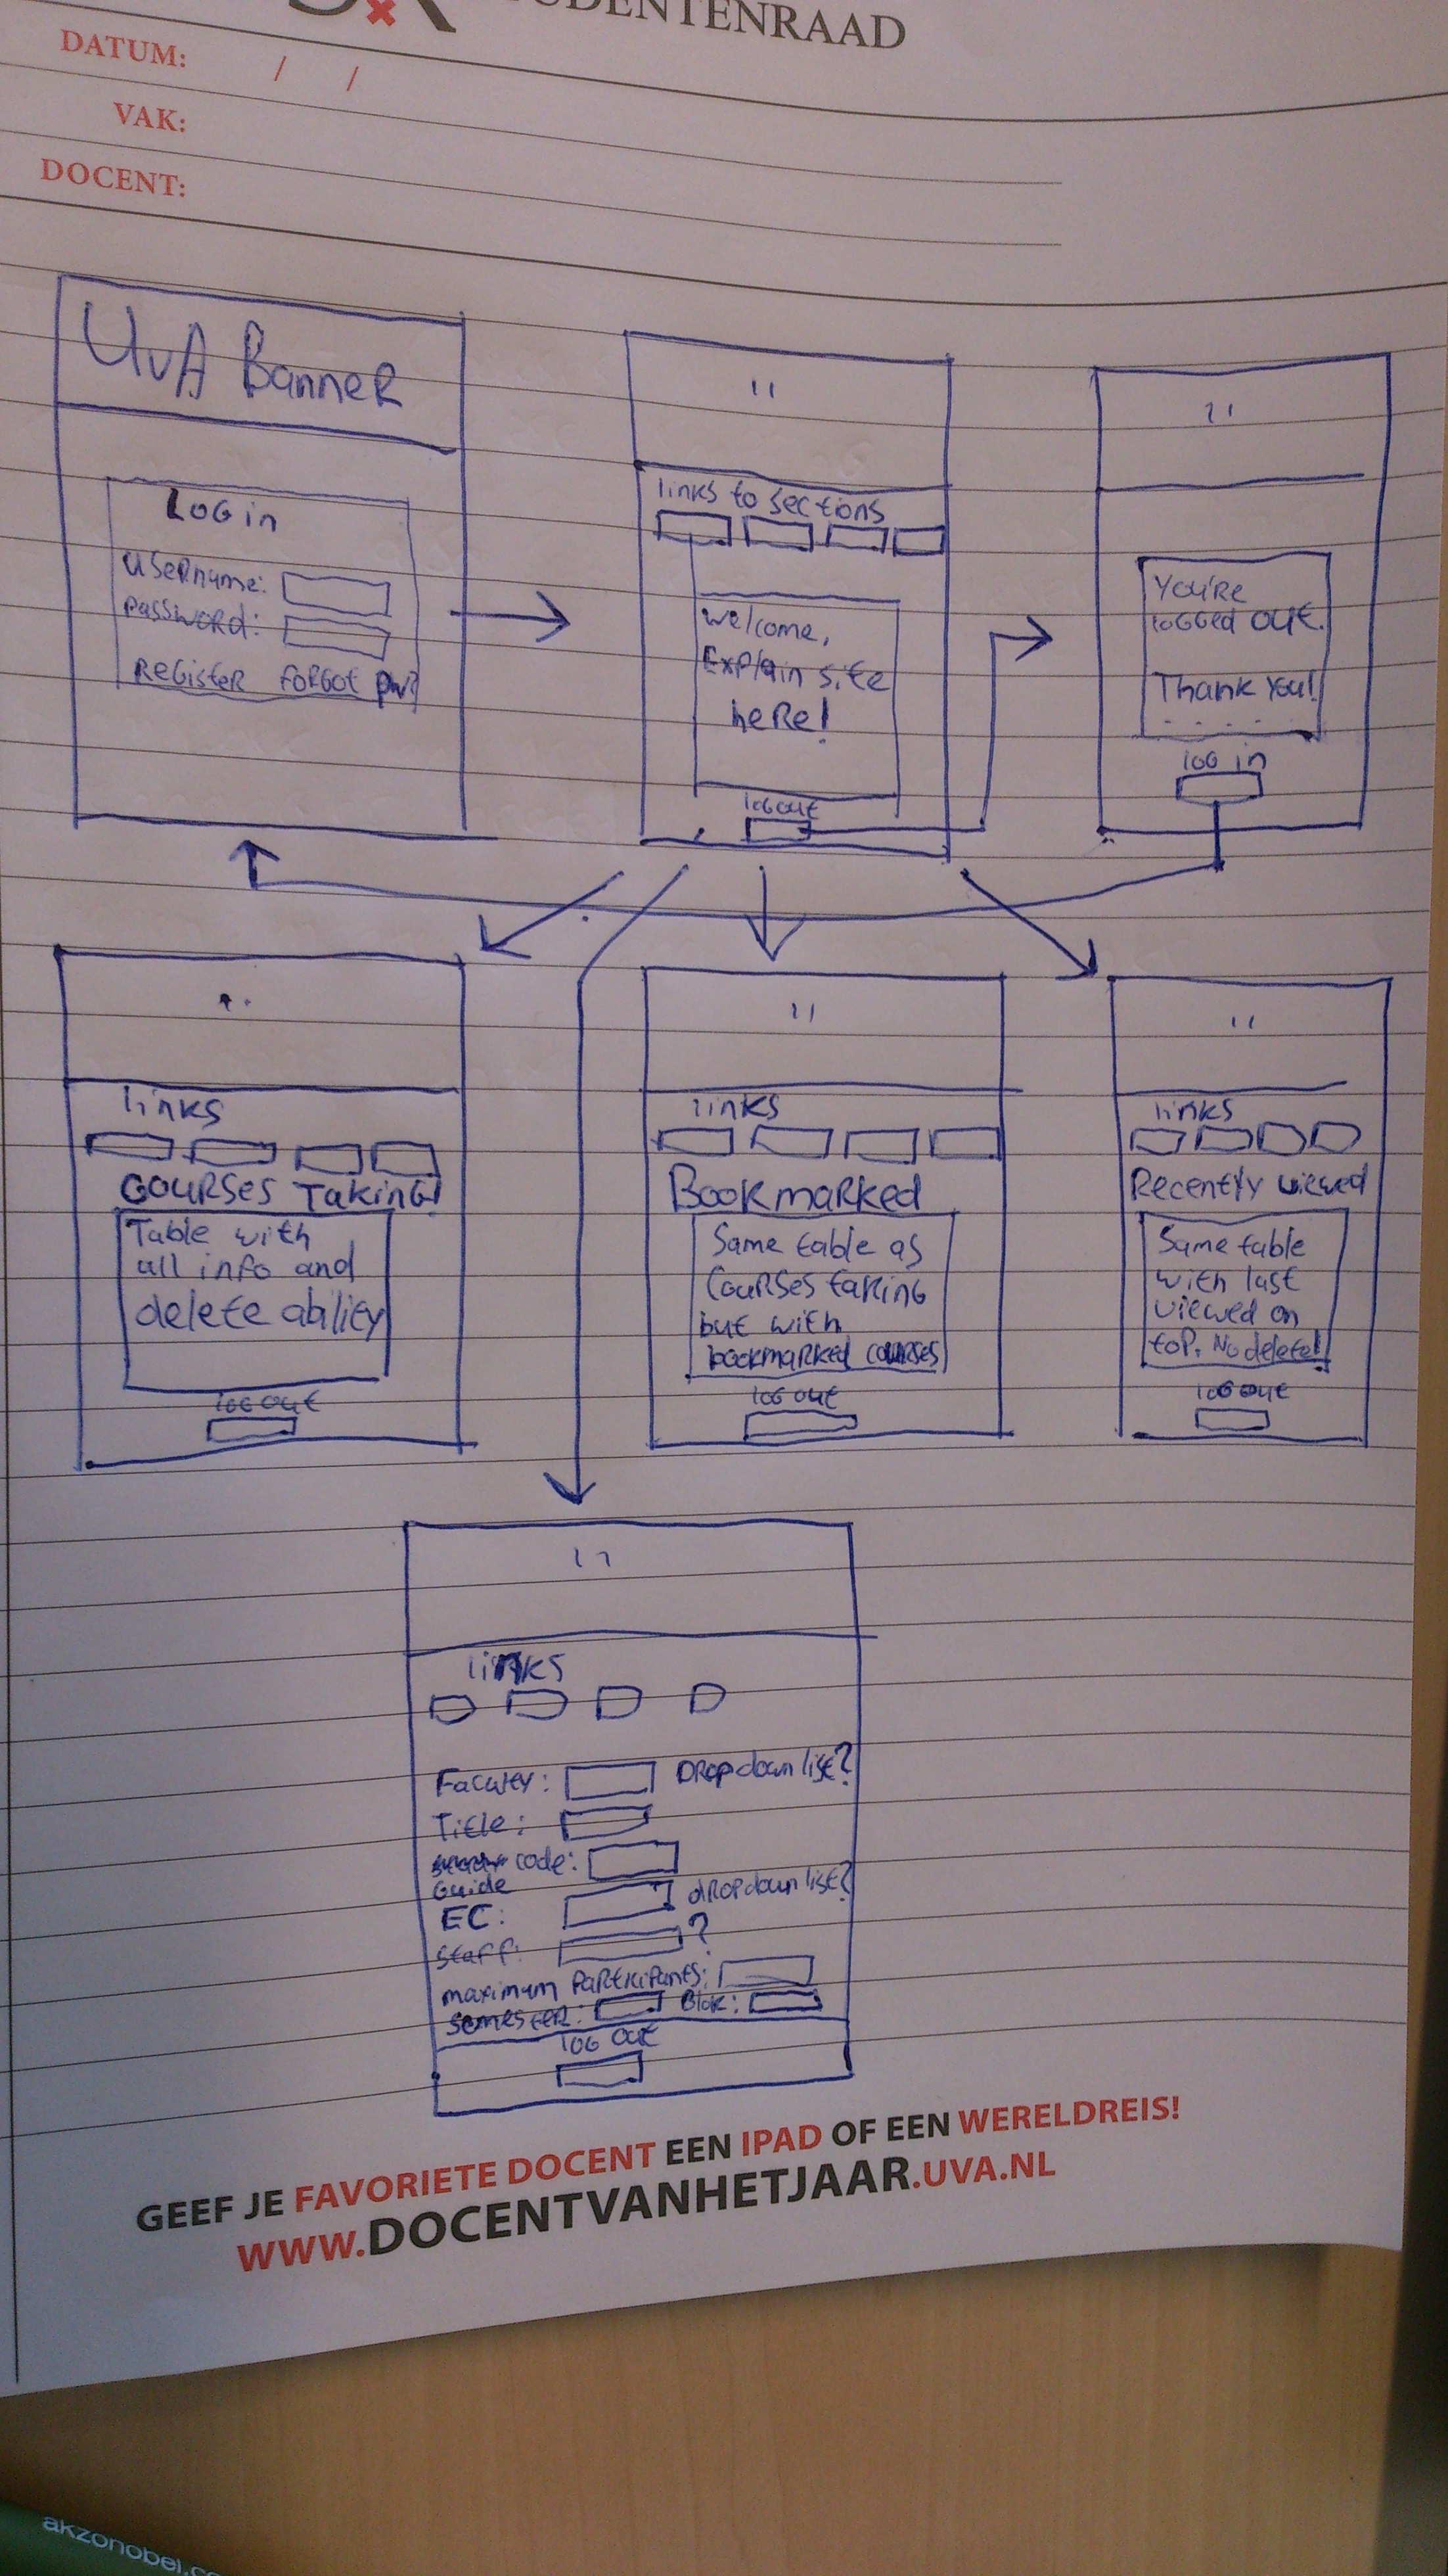 STUDENTENRAAD
DATUM: / /
VAK:
DOCENT:
UvA Banner
Login
Username:
Password:
Register Forgot pw?
links to sections
Welcome,
Explain site
here!
log out
You're
logged out.
Thank you!
log in
links
Courses Taking
Table with
all info and
delete ability
log out
links
Bookmarked
Same table as
Courses taking
but with
bookmarked courses
log out
links
Recently viewed
Same table
with last
viewed on
top. No delete!
log out
links
Faculty: Dropdown list?
Title:
code:
Guide
EC: dropdown list?
Staff: ?
maximum participants:
semester: Blok:
log out
GEEF JE FAVORIETE DOCENT EEN IPAD OF EEN WERELDREIS!
WWW.DOCENTVANHETJAAR.UVA.NL
akzonobel.co